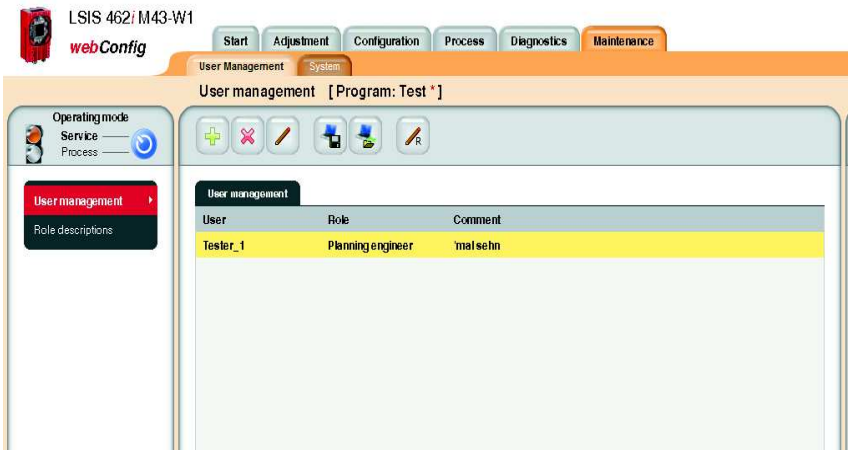 LSIS 462i M43-W1
webConfig
Start Adjustment Configuration Process Diagnostics Maintenance
User Management System
User management [Program: Test *]
Operating mode
Service
Process
R
User management
Role descriptions
User management
User Role Comment
Tester_1 Planning engineer 'mal sehn